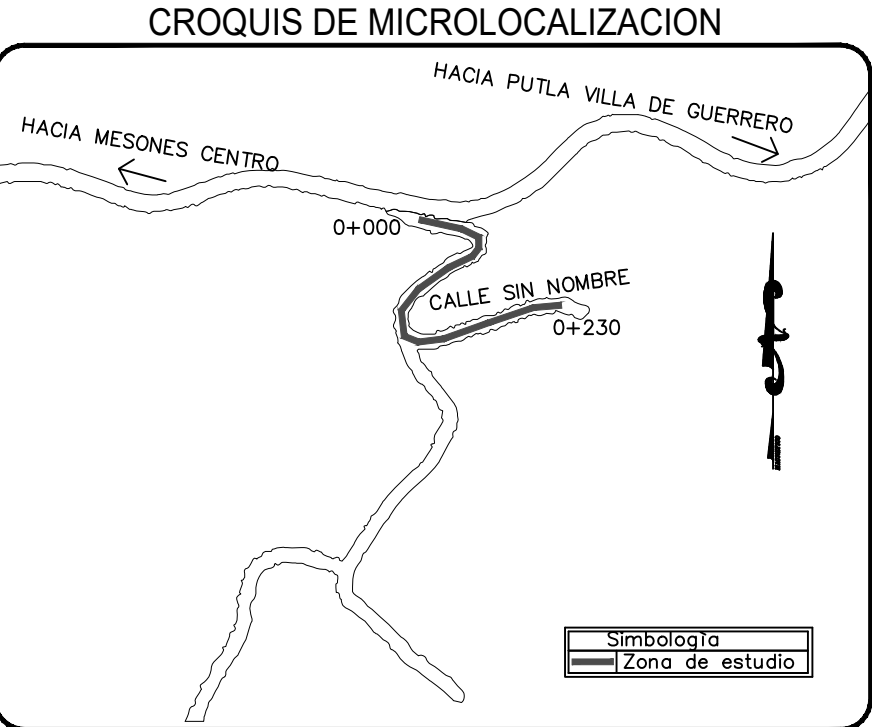 CROQUIS DE MICROLOCALIZACION
HACIA PUTLA VILLA DE GUERRERO
HACIA MESONES CENTRO
0+000
CALLE SIN NOMBRE
0+230
Simbologìa
Zona de estudio